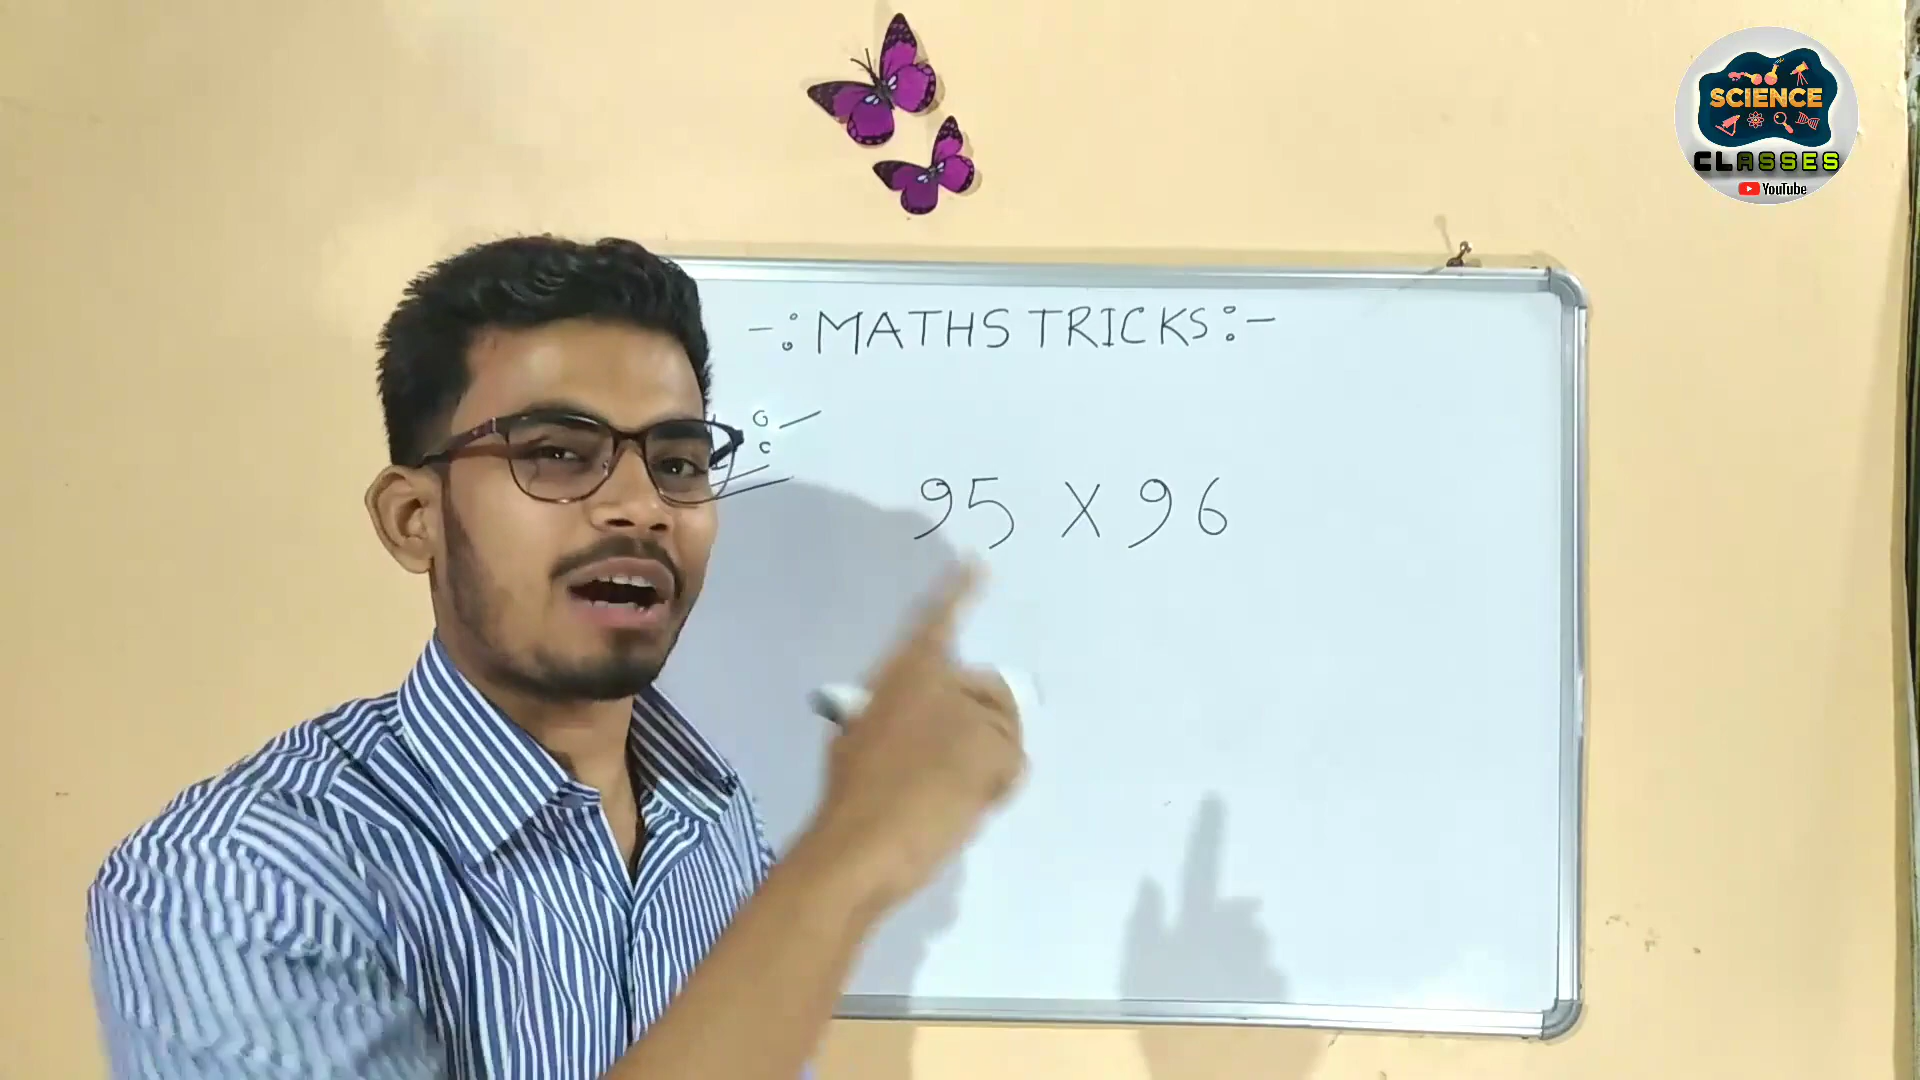 SCIENCE
CLASSES
YouTube
-: MATHS TRICKS :-
95 X 96